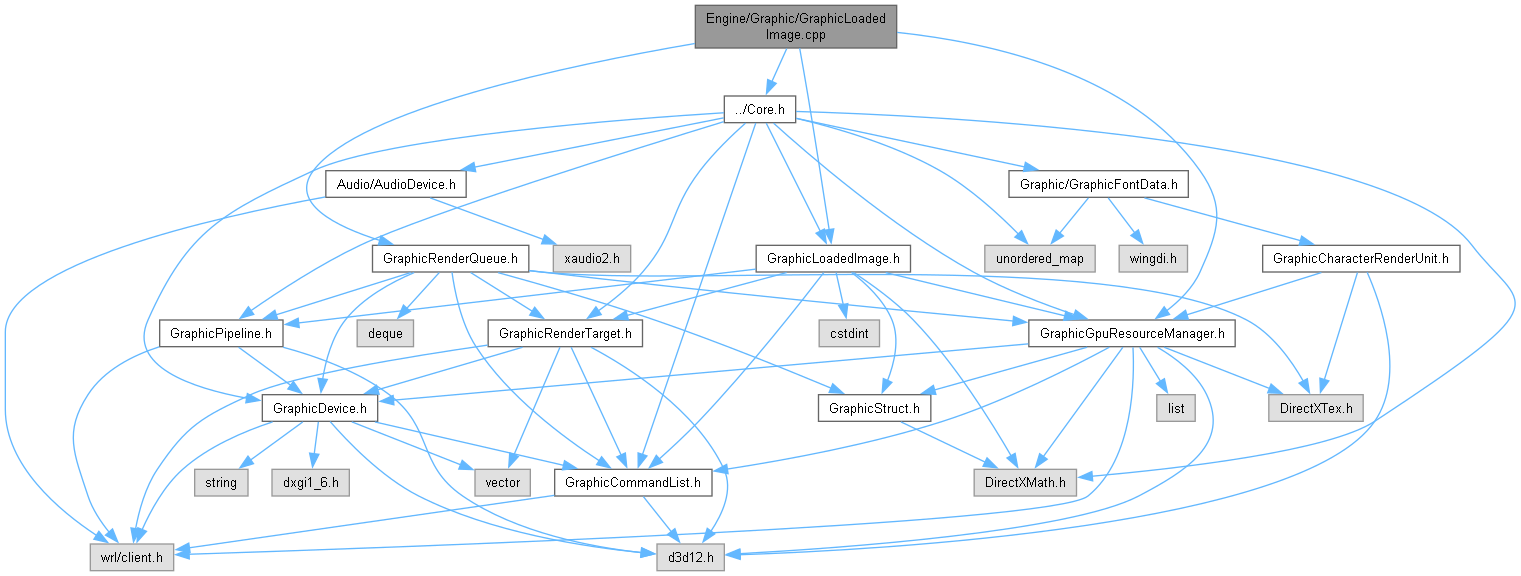 Engine/Graphic/GraphicLoaded
Image.cpp
../Core.h
Audio/AudioDevice.h
Graphic/GraphicFontData.h
GraphicRenderQueue.h
xaudio2.h
GraphicLoadedImage.h
unordered_map
wingdi.h
GraphicCharacterRenderUnit.h
GraphicPipeline.h
deque
GraphicRenderTarget.h
cstdint
GraphicGpuResourceManager.h
GraphicDevice.h
GraphicStruct.h
list
DirectXTex.h
string
dxgi1_6.h
vector
GraphicCommandList.h
DirectXMath.h
wrl/client.h
d3d12.h